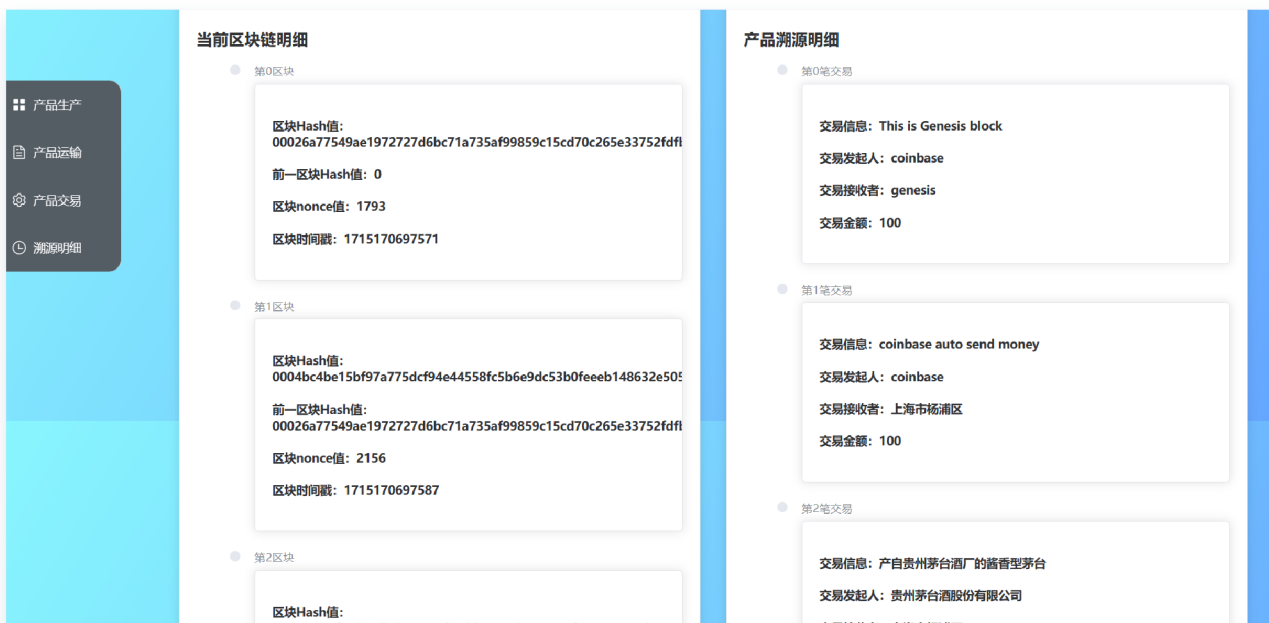 产品生产
产品运输
产品交易
溯源明细
当前区块链明细
第0区块
区块Hash值:
00026a77549ae1972727d6bc71a735af99859c15cd70c265e33752fdf
前一区块Hash值: 0
区块nonce值: 1793
区块时间戳: 1715170697571
第1区块
区块Hash值:
0004bc4be15bf97a775dcf94e44558fc5b6e9dc53b0feeeb148632e505
前一区块Hash值:
00026a77549ae1972727d6bc71a735af99859c15cd70c265e33752fdf
区块nonce值: 2156
区块时间戳: 1715170697587
第2区块
区块Hash值:
产品溯源明细
第0笔交易
交易信息: This is Genesis block
交易发起人: coinbase
交易接收者: genesis
交易金额: 100
第1笔交易
交易信息: coinbase auto send money
交易发起人: coinbase
交易接收者: 上海市杨浦区
交易金额: 100
第2笔交易
交易信息: 产自贵州茅台酒厂的酱香型茅台
交易发起人: 贵州茅台酒股份有限公司